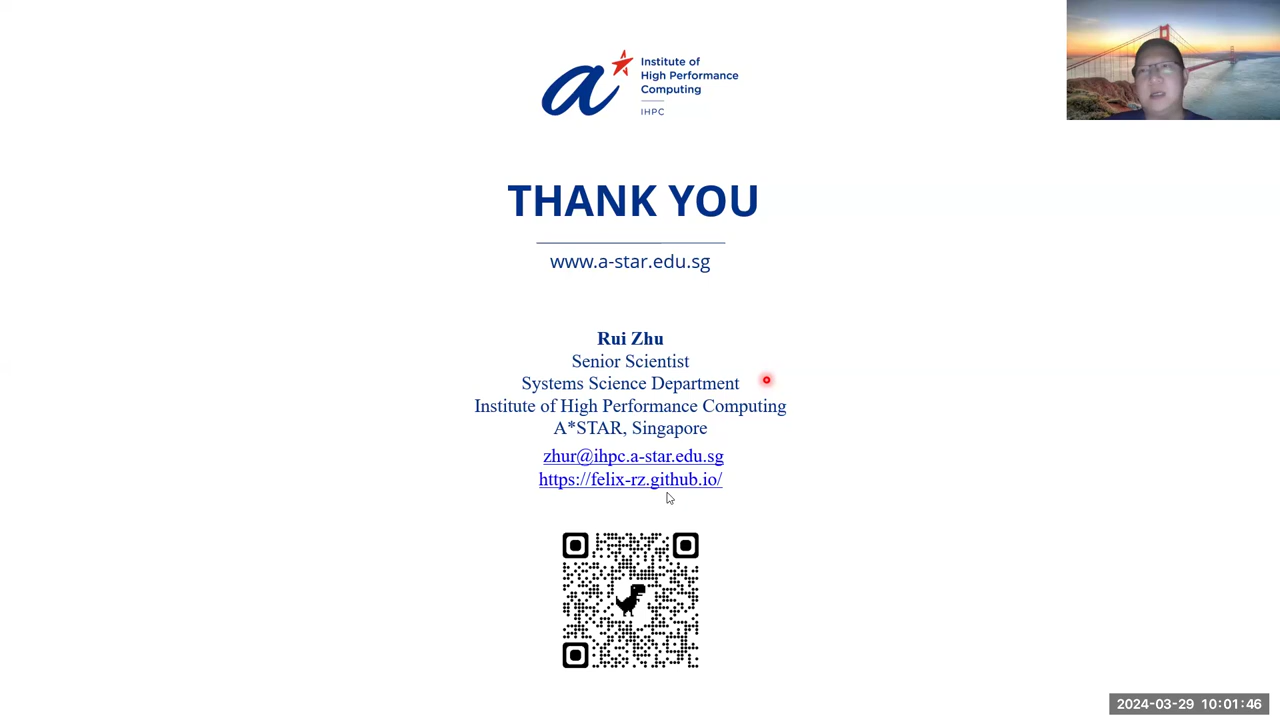 Institute of
High Performance
Computing
IHPC
THANK YOU
www.a-star.edu.sg
Rui Zhu
Senior Scientist
Systems Science Department
Institute of High Performance Computing
A*STAR, Singapore
zhur@ihpc.a-star.edu.sg
https://felix-rz.github.io/
2024-03-29 10:01:46